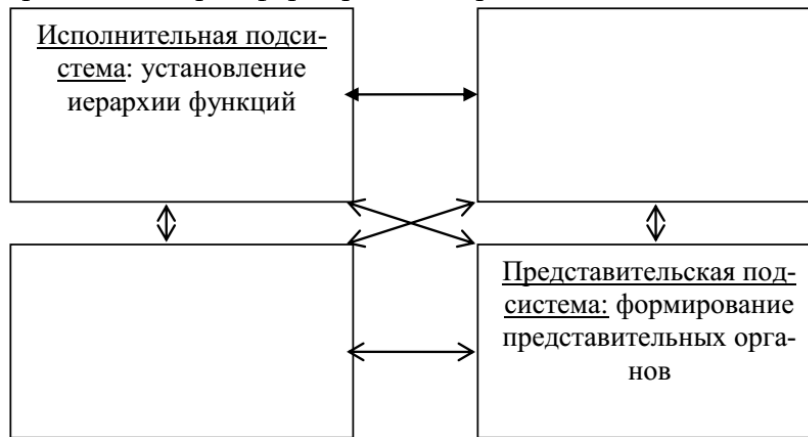 Исполнительная подси-
стема: установление
иерархии функций
Представительская под-
система: формирование
представительных орга-
нов